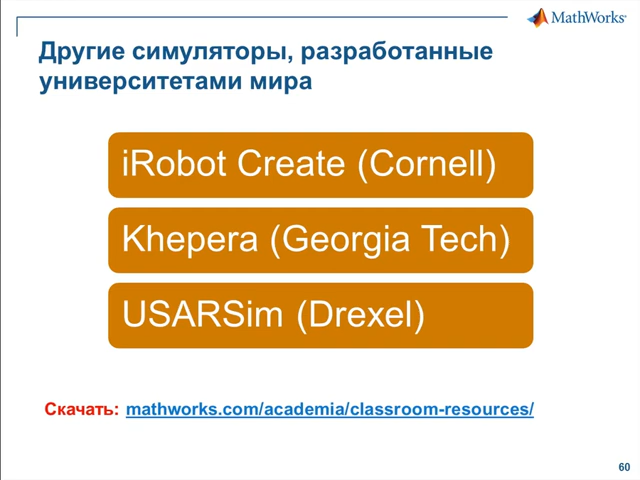 MathWorks®
Другие симуляторы, разработанные
университетами мира
iRobot Create (Cornell)
Khepera (Georgia Tech)
USARSim (Drexel)
Скачать: mathworks.com/academia/classroom-resources/
60